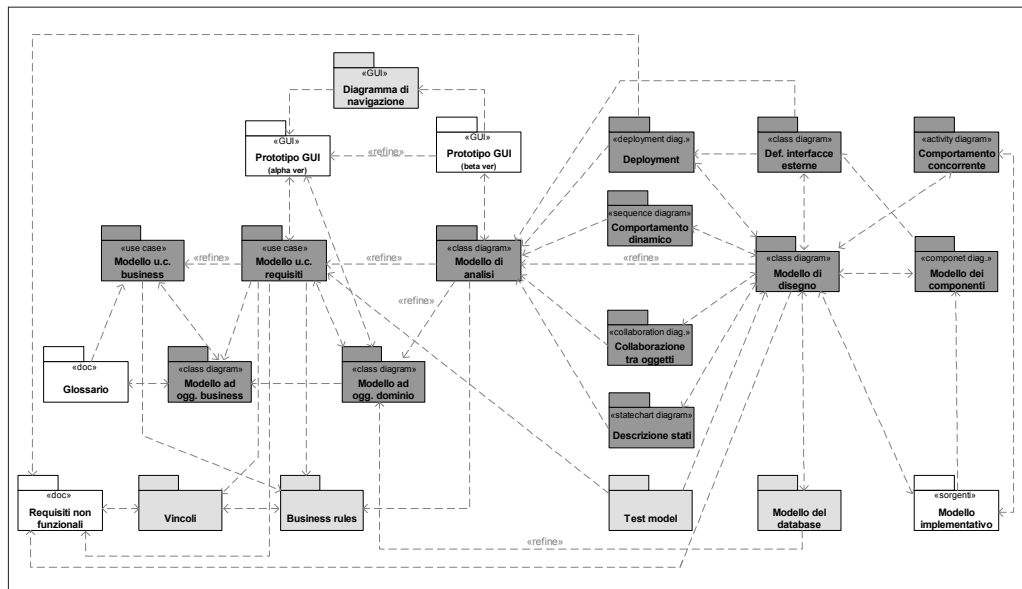 «GUI»
Diagramma di
navigazione
«GUI»
Prototipo GUI
(alpha ver)
«refine»
«GUI»
Prototipo GUI
(beta ver)
«deployment diag.»
Deployment
«class diagram»
Def. interfacce
esterne
«activity diagram»
Comportamento
concorrente
«sequence diagram»
Comportamento
dinamico
«use case»
Modello u.c.
business
«refine»
«use case»
Modello u.c.
requisiti
«refine»
«class diagram»
Modello di
analisi
«refine»
«class diagram»
Modello di
disegno
«componet diag.»
Modello dei
componenti
«refine»
«collaboration diag.»
Collaborazione
tra oggetti
«doc»
Glossario
«class diagram»
Modello ad
ogg. business
«class diagram»
Modello ad
ogg. dominio
«statechart diagram»
Descrizione stati
«doc»
Requisiti non
funzionali
Vincoli
Business rules
Test model
Modello del
database
«sorgenti»
Modello
implementativo
«refine»